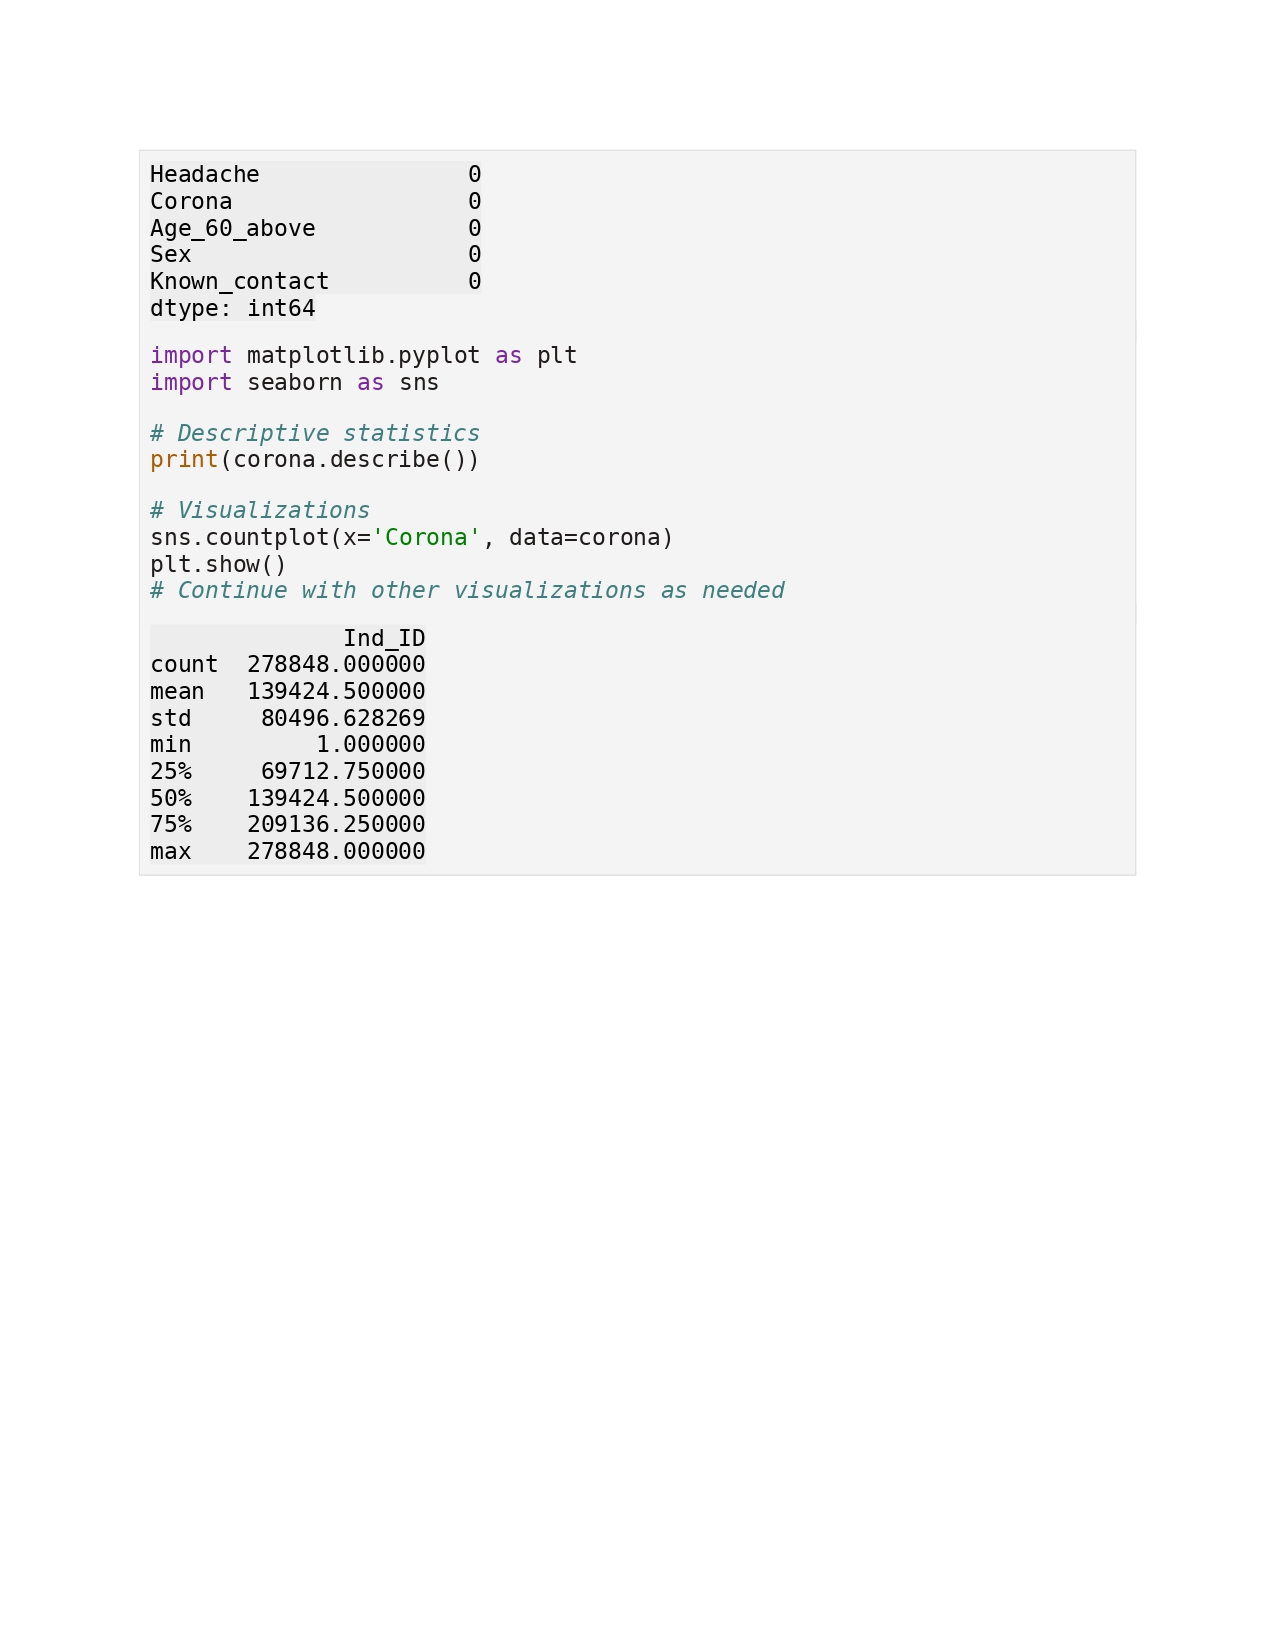 Headache               0
Corona                 0
Age_60_above           0
Sex                    0
Known_contact          0
dtype: int64
import matplotlib.pyplot as plt
import seaborn as sns
# Descriptive statistics
print(corona.describe())
# Visualizations
sns.countplot(x='Corona', data=corona)
plt.show()
# Continue with other visualizations as needed
              Ind_ID
count  278848.000000
mean   139424.500000
std     80496.628269
min         1.000000
25%     69712.750000
50%    139424.500000
75%    209136.250000
max    278848.000000